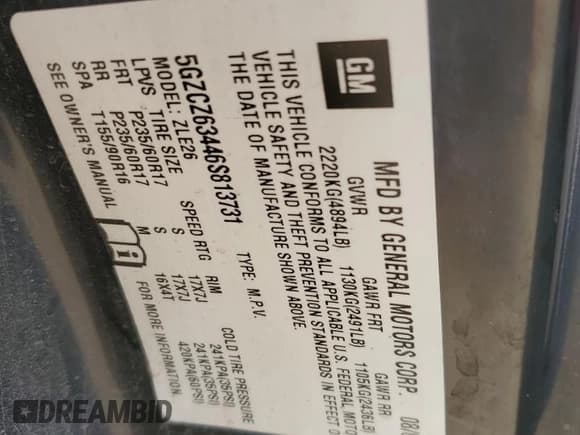 GM
MFD BY GENERAL MOTORS CORP. 08/
GVWR GAWR FRT GAWR RR
2220KG(4894LB) 1130KG(2491LB) 1105KG(2436LB)
THIS VEHICLE CONFORMS TO ALL APPLICABLE U.S. FEDERAL
VEHICLE SAFETY AND THEFT PREVENTION STANDARDS IN EFFECT
THE DATE OF MANUFACTURE SHOWN ABOVE.
5GZCZ63446S813731 TYPE: M.P.V.
MODEL: ZLE26
TIRE SIZE SPEED RTG RIM COLD TIRE PRESSURE
LPVS P235/60R17 S 17X7J 241KPA(35PSI)
FRT P235/60R17 S 17X7J 241KPA(35PSI)
RR T155/90R16 M 16X4T 420KPA(60PSI)
SPA
SEE OWNER'S MANUAL FOR MORE INFORMATION
DREAMBID